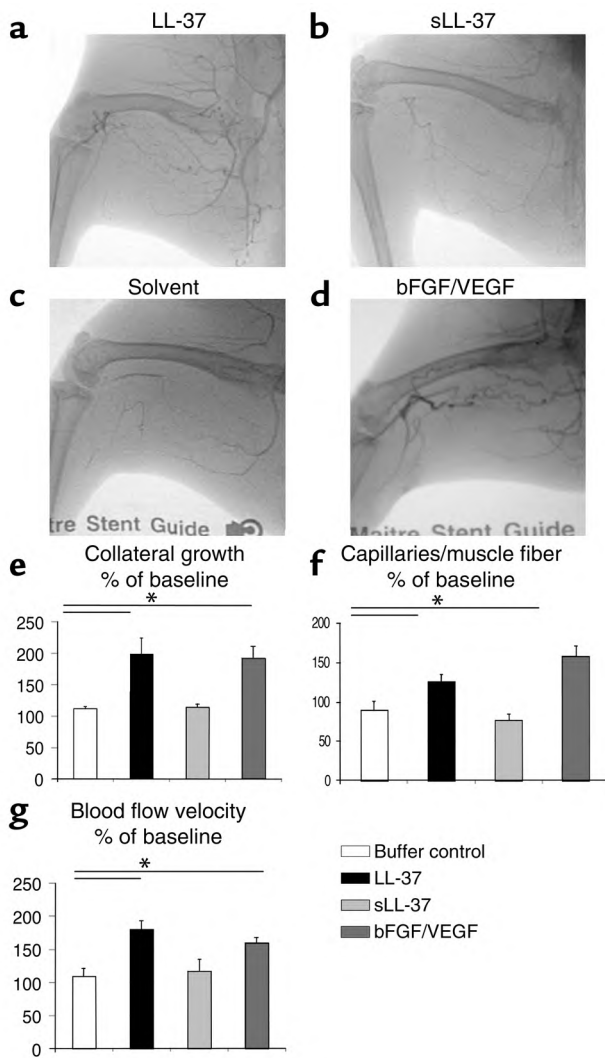 a
LL-37
b
sLL-37
c
Solvent
d
bFGF/VEGF
tre Stent Guide
Maitre Stent Guide
e
Collateral growth
% of baseline
*
250
200
150
100
50
0
f
Capillaries/muscle fiber
% of baseline
*
200
150
100
50
0
g
Blood flow velocity
% of baseline
*
250
200
150
100
50
0
Buffer control
LL-37
sLL-37
bFGF/VEGF